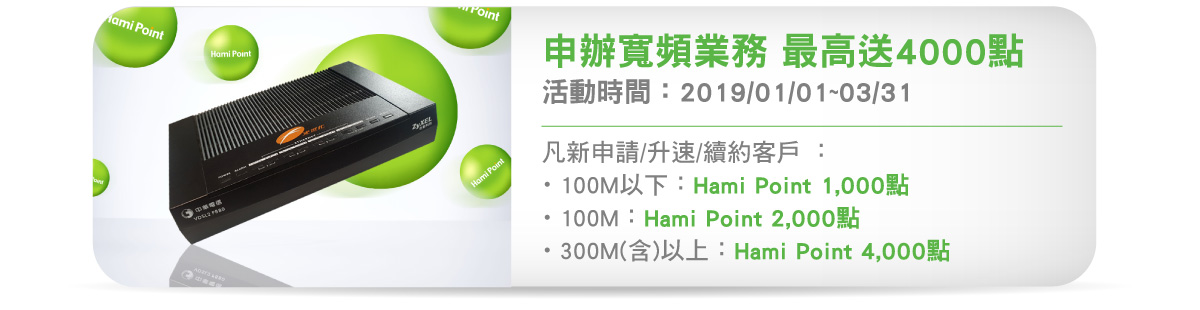 Hami Point
Hami Point
Hami Point
申辦寬頻業務 最高送4000點
活動時間：2019/01/01~03/31
凡新申請/升速/續約客戶 ：
・100M以下：Hami Point 1,000點
・100M：Hami Point 2,000點
・300M(含)以上：Hami Point 4,000點
ZyXEL
中華電信
Hami Point